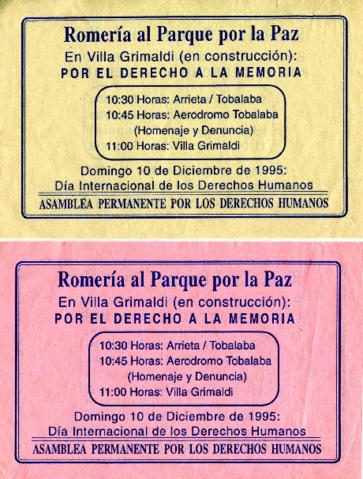 Romería al Parque por la Paz
En Villa Grimaldi (en construcción):
POR EL DERECHO A LA MEMORIA
10:30 Horas: Arrieta / Tobalaba
10:45 Horas: Aerodromo Tobalaba
(Homenaje y Denuncia)
11:00 Horas: Villa Grimaldi
Domingo 10 de Diciembre de 1995:
Día Internacional de los Derechos Humanos
ASAMBLEA PERMANENTE POR LOS DERECHOS HUMANOS
Romería al Parque por la Paz
En Villa Grimaldi (en construcción):
POR EL DERECHO A LA MEMORIA
10:30 Horas: Arrieta / Tobalaba
10:45 Horas: Aerodromo Tobalaba
(Homenaje y Denuncia)
11:00 Horas: Villa Grimaldi
Domingo 10 de Diciembre de 1995:
Día Internacional de los Derechos Humanos
ASAMBLEA PERMANENTE POR LOS DERECHOS HUMANOS